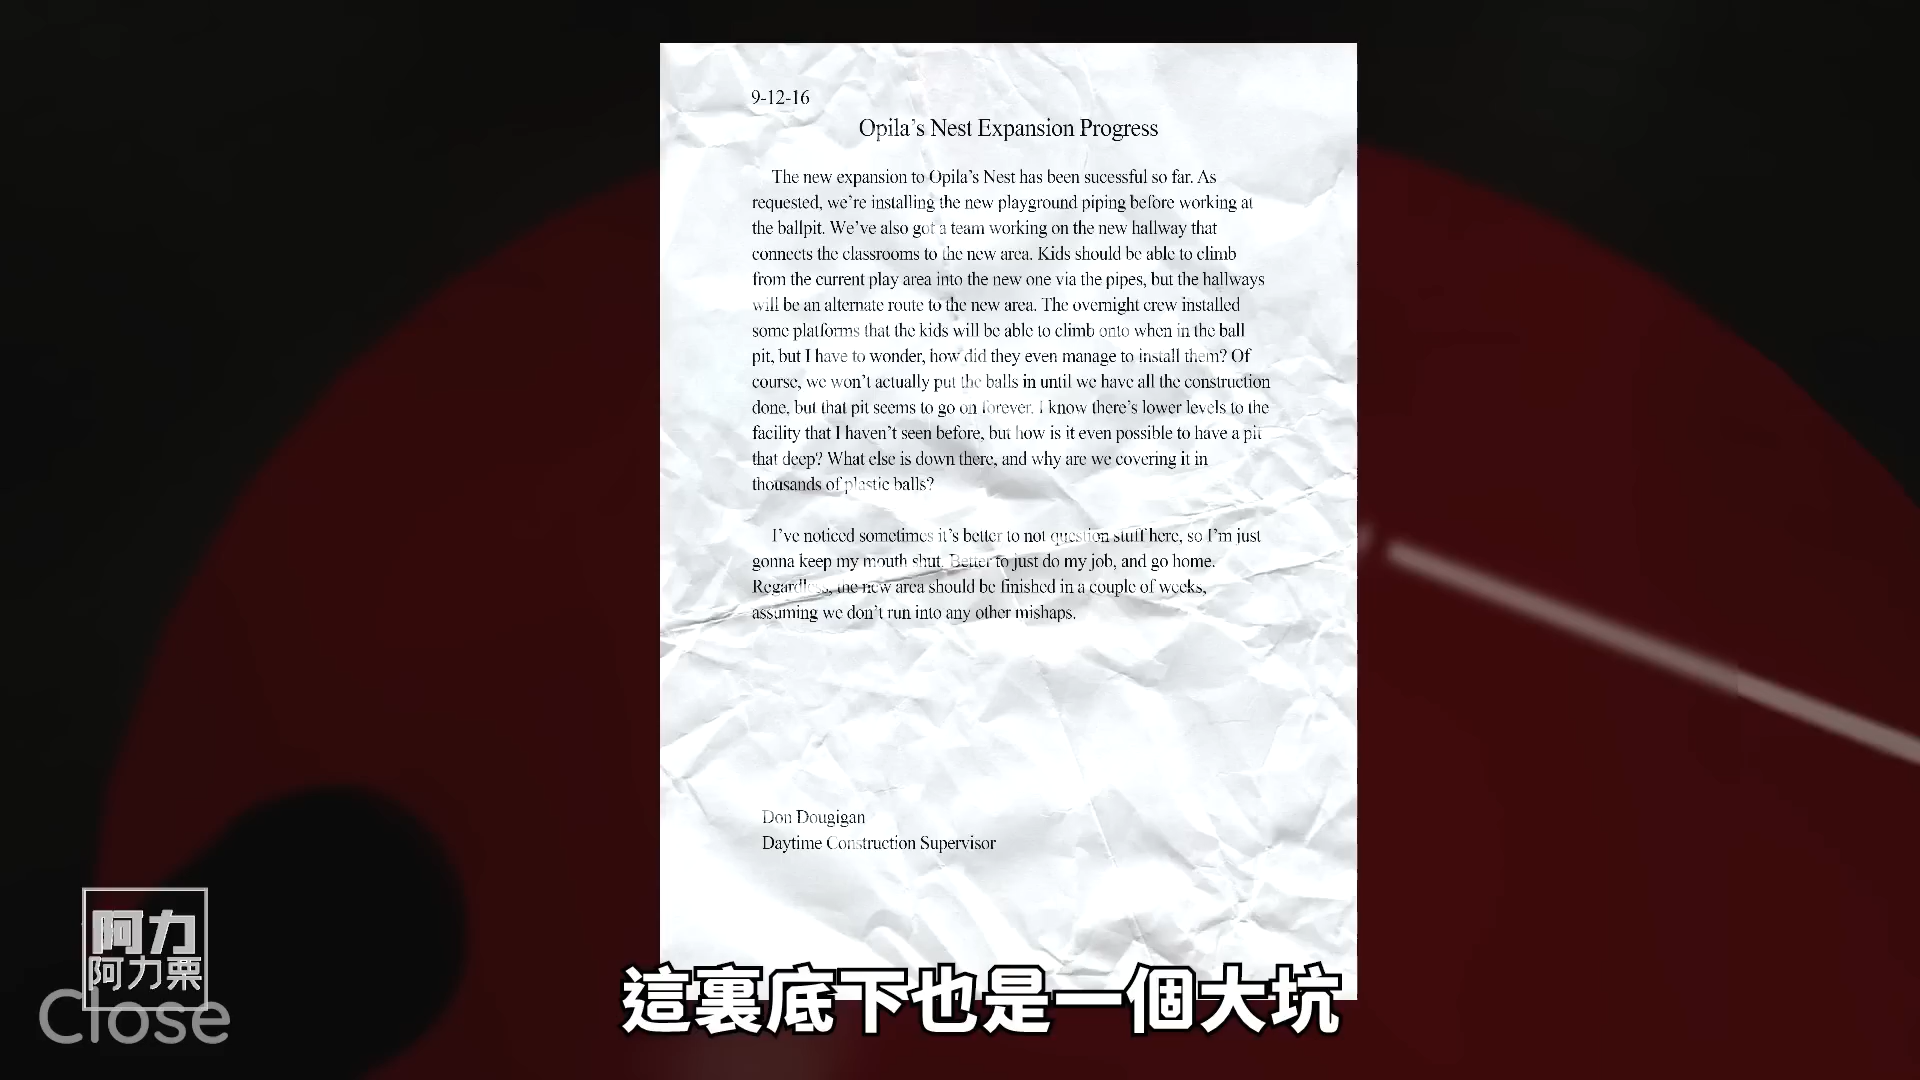 9-12-16
Opila's Nest Expansion Progress
The new expansion to Opila's Nest has been sucessful so far. As
requested, we're installing the new playground piping before working at
the ballpit. We've also got a team working on the new hallway that
connects the classrooms to the new area. Kids should be able to climb
from the current play area into the new one via the pipes, but the hallways
will be an alternate route to the new area. The overnight crew installed
some platforms that the kids will be able to climb onto when in the ball
pit, but I have to wonder, how did they even manage to install them? Of
course, we won't actually put the balls in until we have all the construction
done, but that pit seems to go on forever. I know there's lower levels to the
facility that I haven't seen before, but how is it even possible to have a pit
that deep? What else is down there, and why are we covering it in
thousands of plastic balls?
I've noticed sometimes it's better to not question stuff here, so I'm just
gonna keep my mouth shut. Better to just do my job, and go home.
Regardless, the new area should be finished in a couple of weeks,
assuming we don't run into any other mishaps.
Don Dougigan
Daytime Construction Supervisor
阿力
阿力栗
Close
這裏底下也是一個大坑